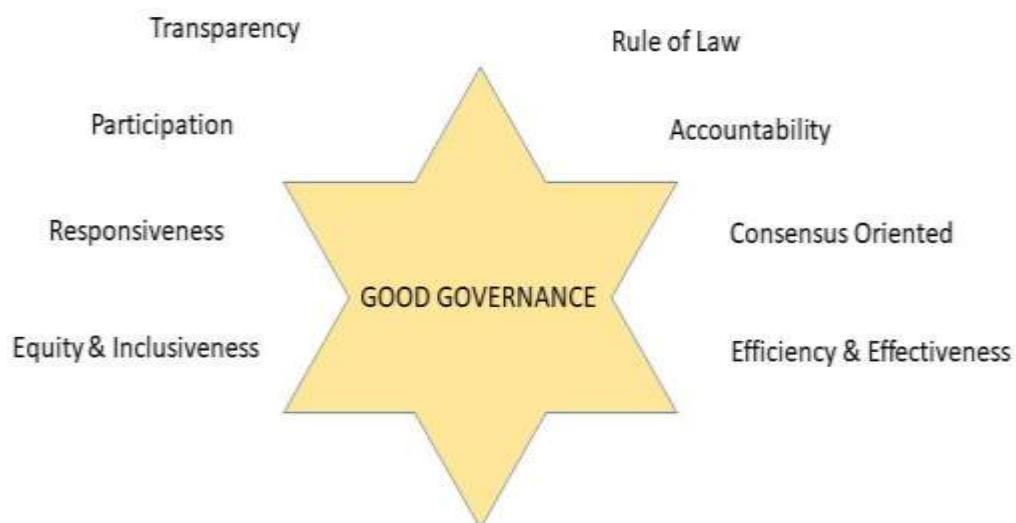 Transparency
Rule of Law
Participation
Accountability
Responsiveness
Consensus Oriented
GOOD GOVERNANCE
Equity & Inclusiveness
Efficiency & Effectiveness